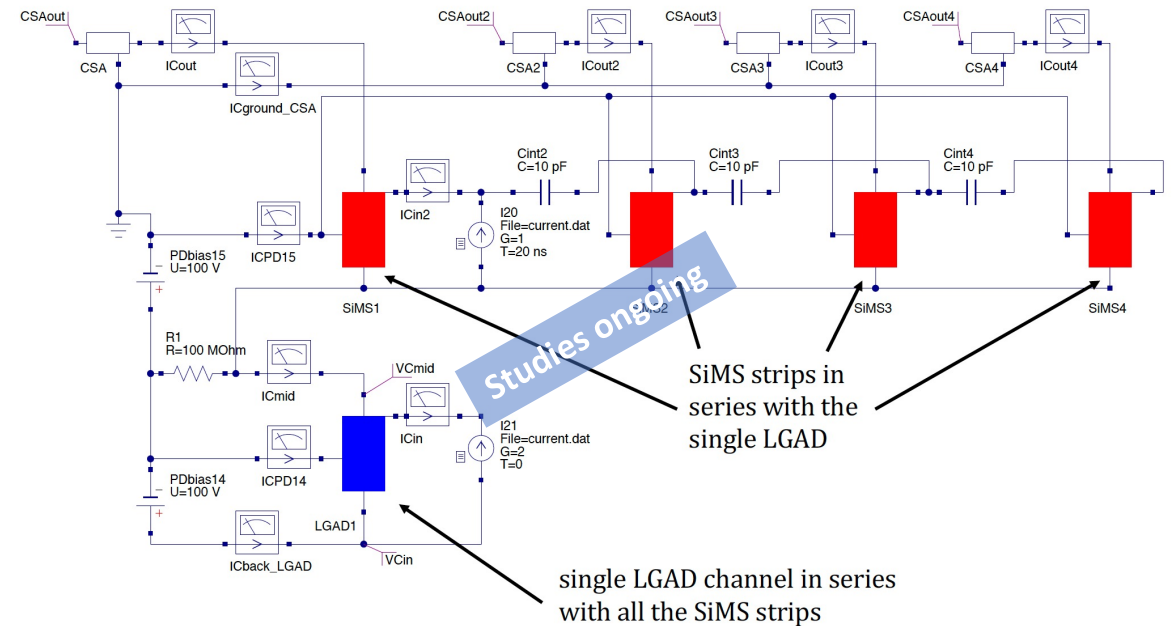 CSAout
CSAout2
CSAout3
CSAout4
CSA
ICout
CSA2
ICout2
CSA3
ICout3
CSA4
ICout4
ICground_CSA
Cint2
C=10 pF
Cint3
C=10 pF
Cint4
C=10 pF
ICin2
I20
File=current.dat
G=1
T=20 ns
PDbias15
U=100 V
ICPD15
SiMS1
SiMS2
SiMS3
SiMS4
Studies ongoing
R1
R=100 MOhm
ICmid
VCmid
SiMS strips in
series with the
single LGAD
ICin
I21
File=current.dat
G=2
T=0
ICPD14
PDbias14
U=100 V
LGAD1
ICback_LGAD
VCin
single LGAD channel in series
with all the SiMS strips